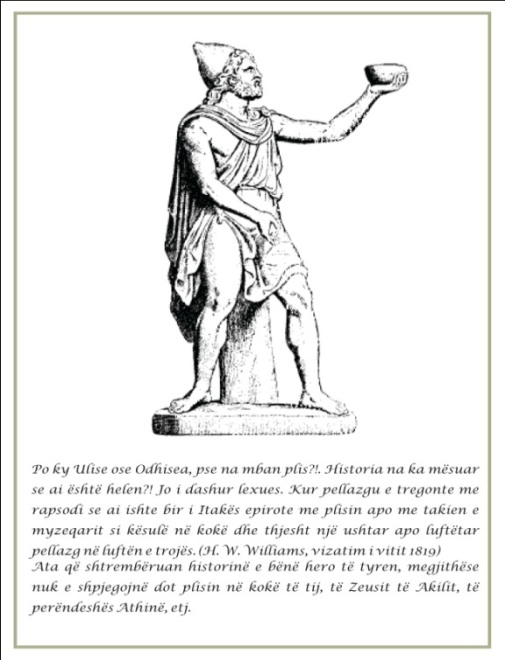 Po ky Ulise ose Odhisea, pse na mban plis?!. Historia na ka mësuar
se ai është helen?! Jo i dashur lexues. Kur pellazgu e tregonte me
rapsodi se ai ishte bir i Itakës epirote me plisin apo me takien e
myzeqarit si kësulë në kokë dhe thjesht një ushtar apo luftëtar
pellazg në luftën e trojës. (H. W. Williams, vizatim i vitit 1819)
Ata që shtrembëruan historinë e bënë hero të tyren, megjithëse
nuk e shpjegojnë dot plisin në kokë të tij, të Zeusit të Akilit, të
perëndeshës Athinë, etj.